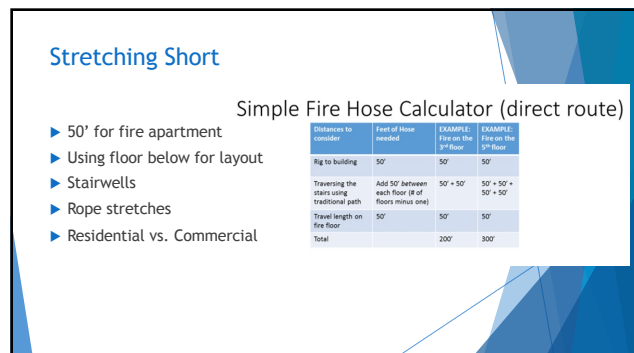 Stretching Short
▶ 50’ for fire apartment
▶ Using floor below for layout
▶ Stairwells
▶ Rope stretches
▶ Residential vs. Commercial
Simple Fire Hose Calculator (direct route)
Distances to consider | Feet of Hose needed | EXAMPLE: Fire on the 3rd floor | EXAMPLE: Fire on the 5th floor
Rig to building | 50’ | 50’ | 50’
Traversing the stairs using traditional path | Add 50’ between each floor (# of floors minus one) | 50’ + 50’ | 50’ + 50’ + 50’ + 50’
Travel length on fire floor | 50’ | 50’ | 50’
Total | | 200’ | 300’